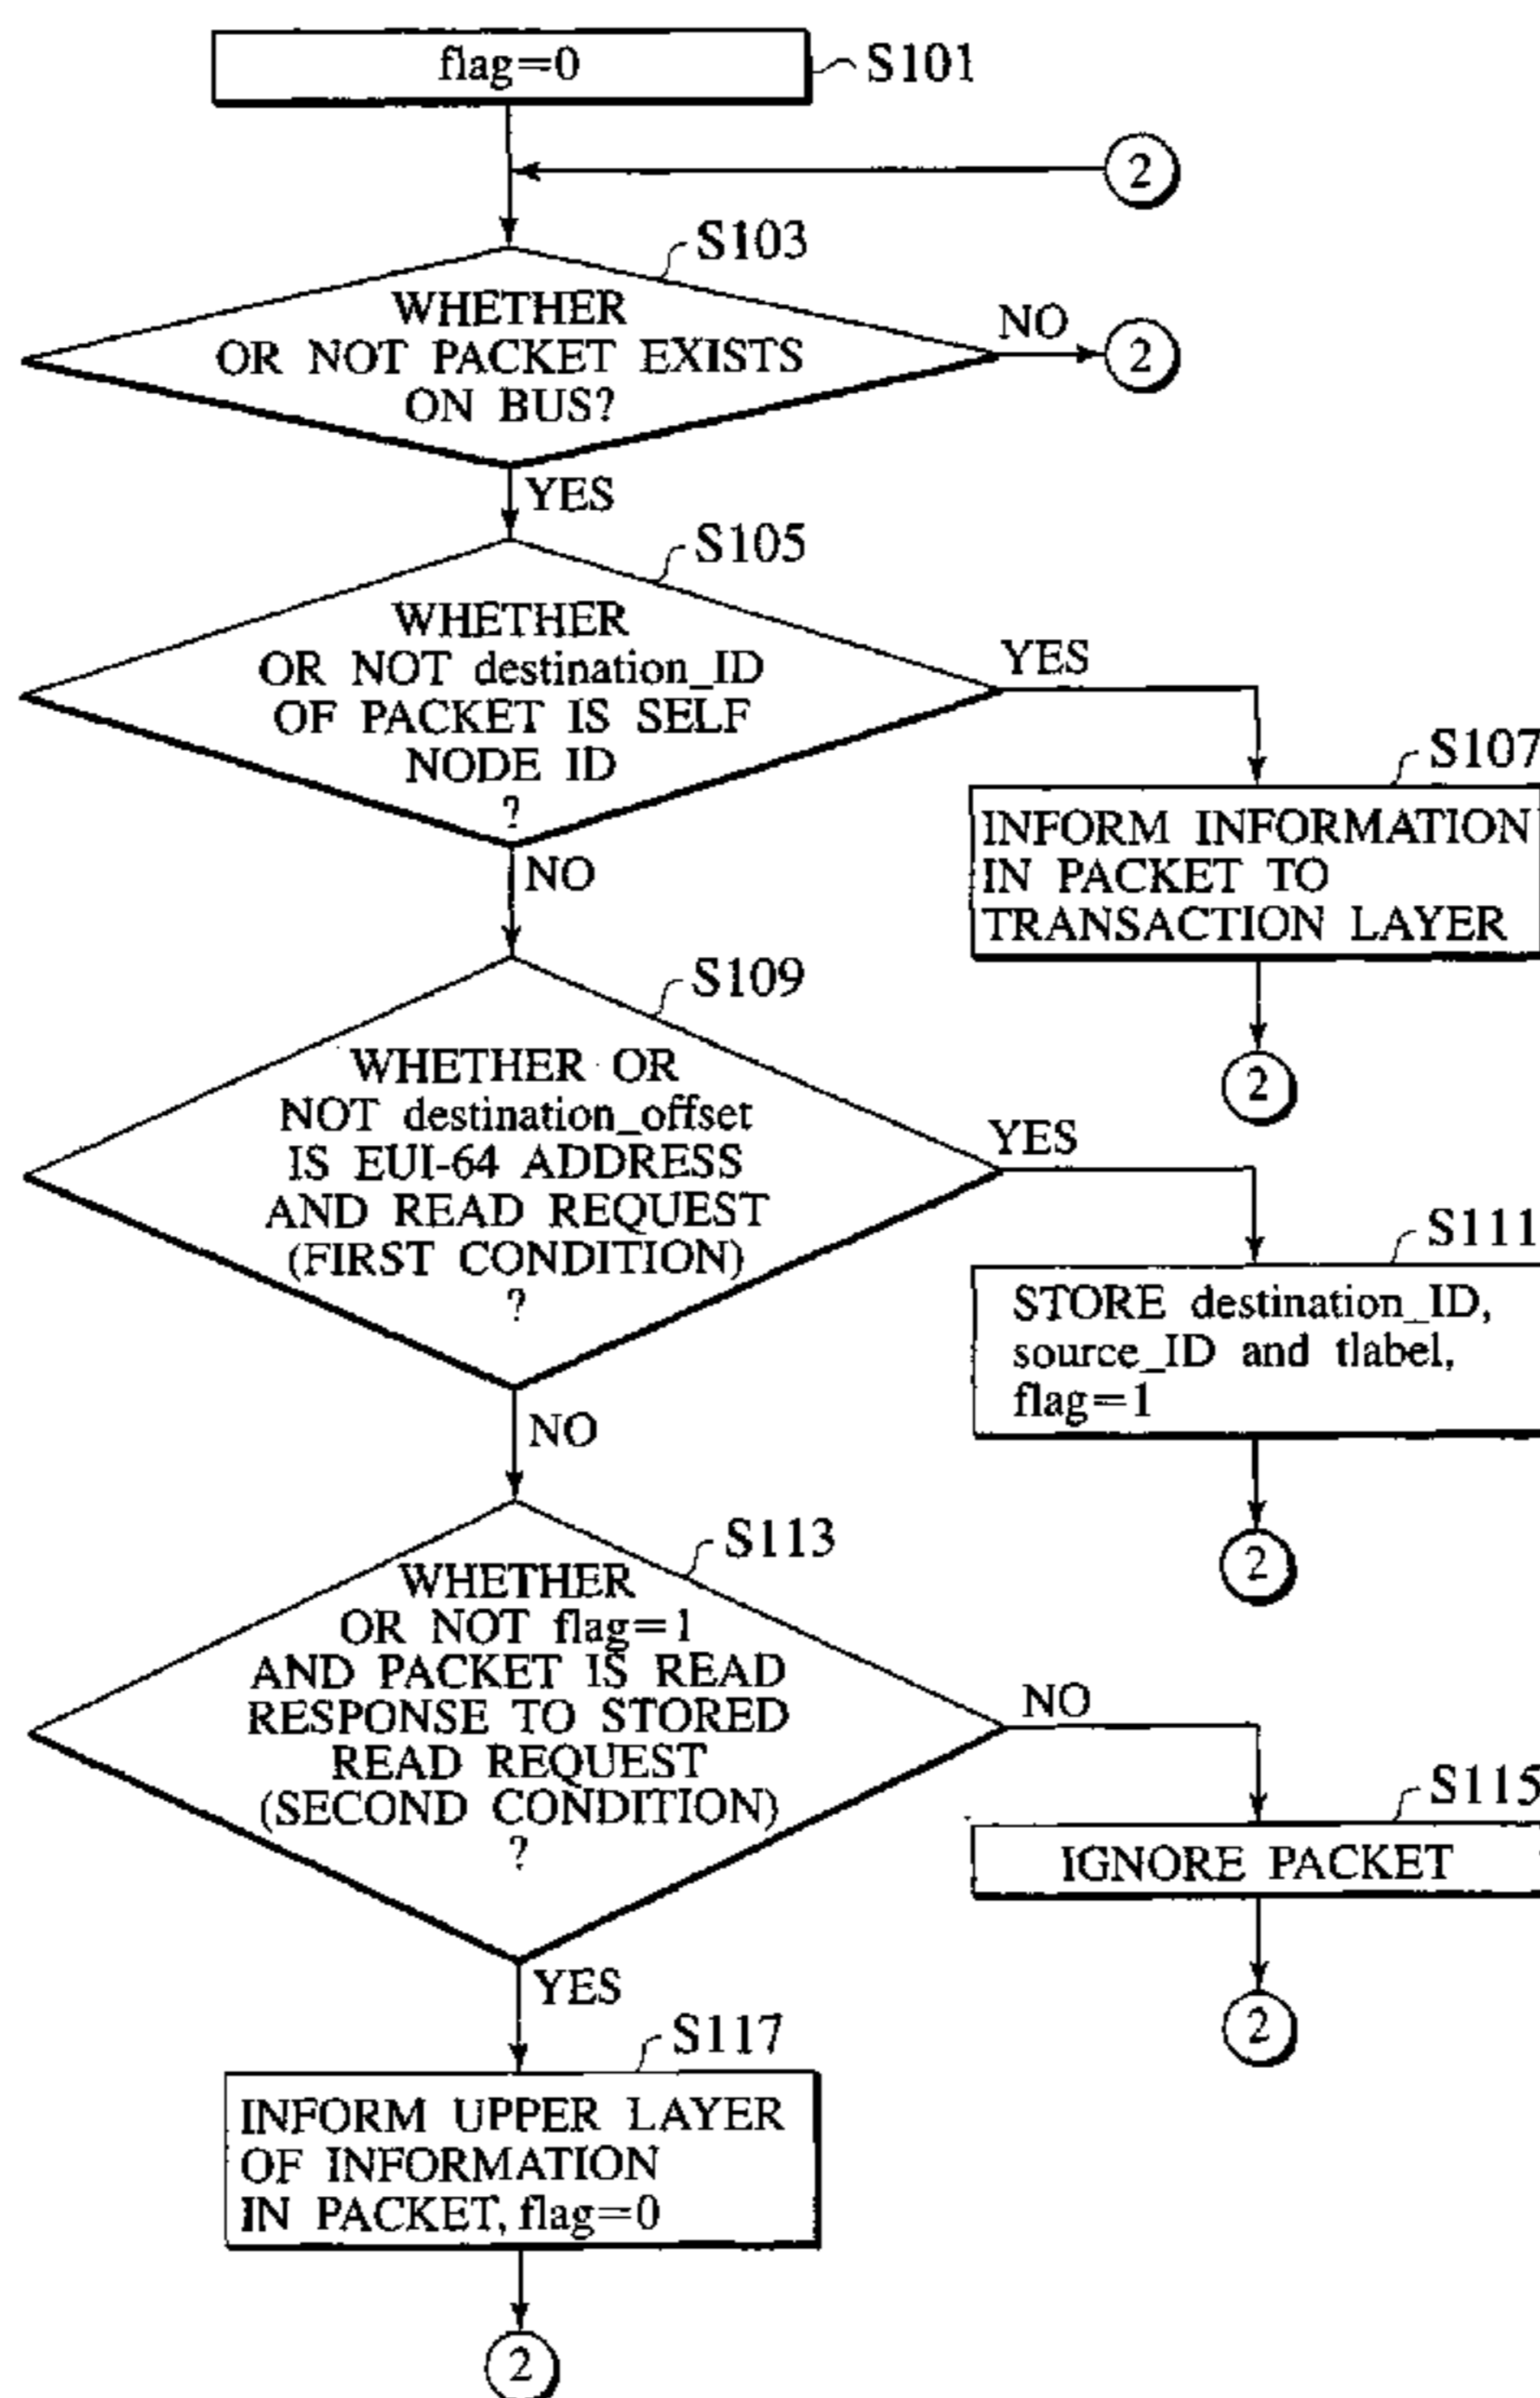 flag=0
S101
2
S103
WHETHER
OR NOT PACKET EXISTS
ON BUS?
NO
2
YES
S105
WHETHER
OR NOT destination_ID
OF PACKET IS SELF
NODE ID
?
YES
S107
INFORM INFORMATION
IN PACKET TO
TRANSACTION LAYER
2
NO
S109
WHETHER OR
NOT destination_offset
IS EUI-64 ADDRESS
AND READ REQUEST
(FIRST CONDITION)
?
YES
S111
STORE destination_ID,
source_ID and tlabel,
flag=1
2
NO
S113
WHETHER
OR NOT flag=1
AND PACKET IS READ
RESPONSE TO STORED
READ REQUEST
(SECOND CONDITION)
?
NO
S115
IGNORE PACKET
2
YES
S117
INFORM UPPER LAYER
OF INFORMATION
IN PACKET, flag=0
2